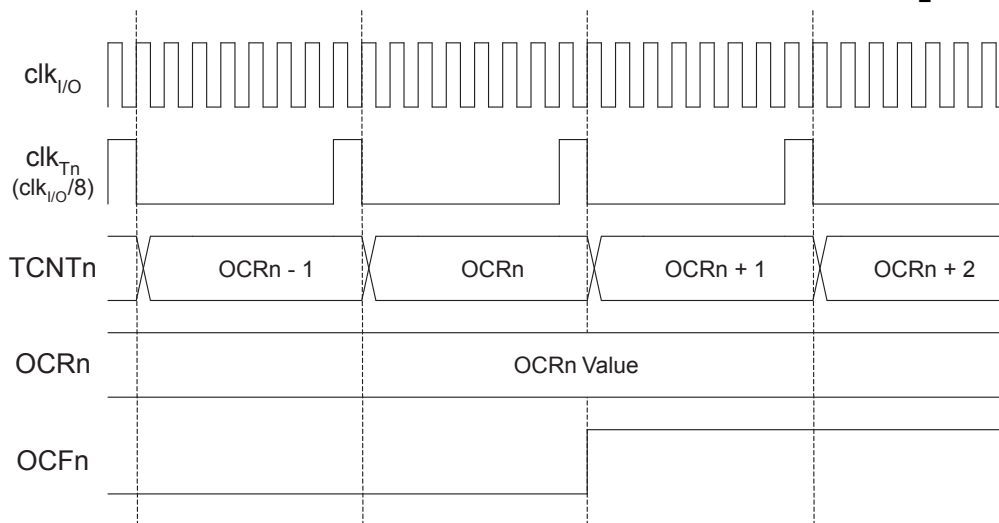 clkI/O
clkTn
(clkI/O/8)
TCNTn OCRn - 1 OCRn OCRn + 1 OCRn + 2
OCRn OCRn Value
OCFn